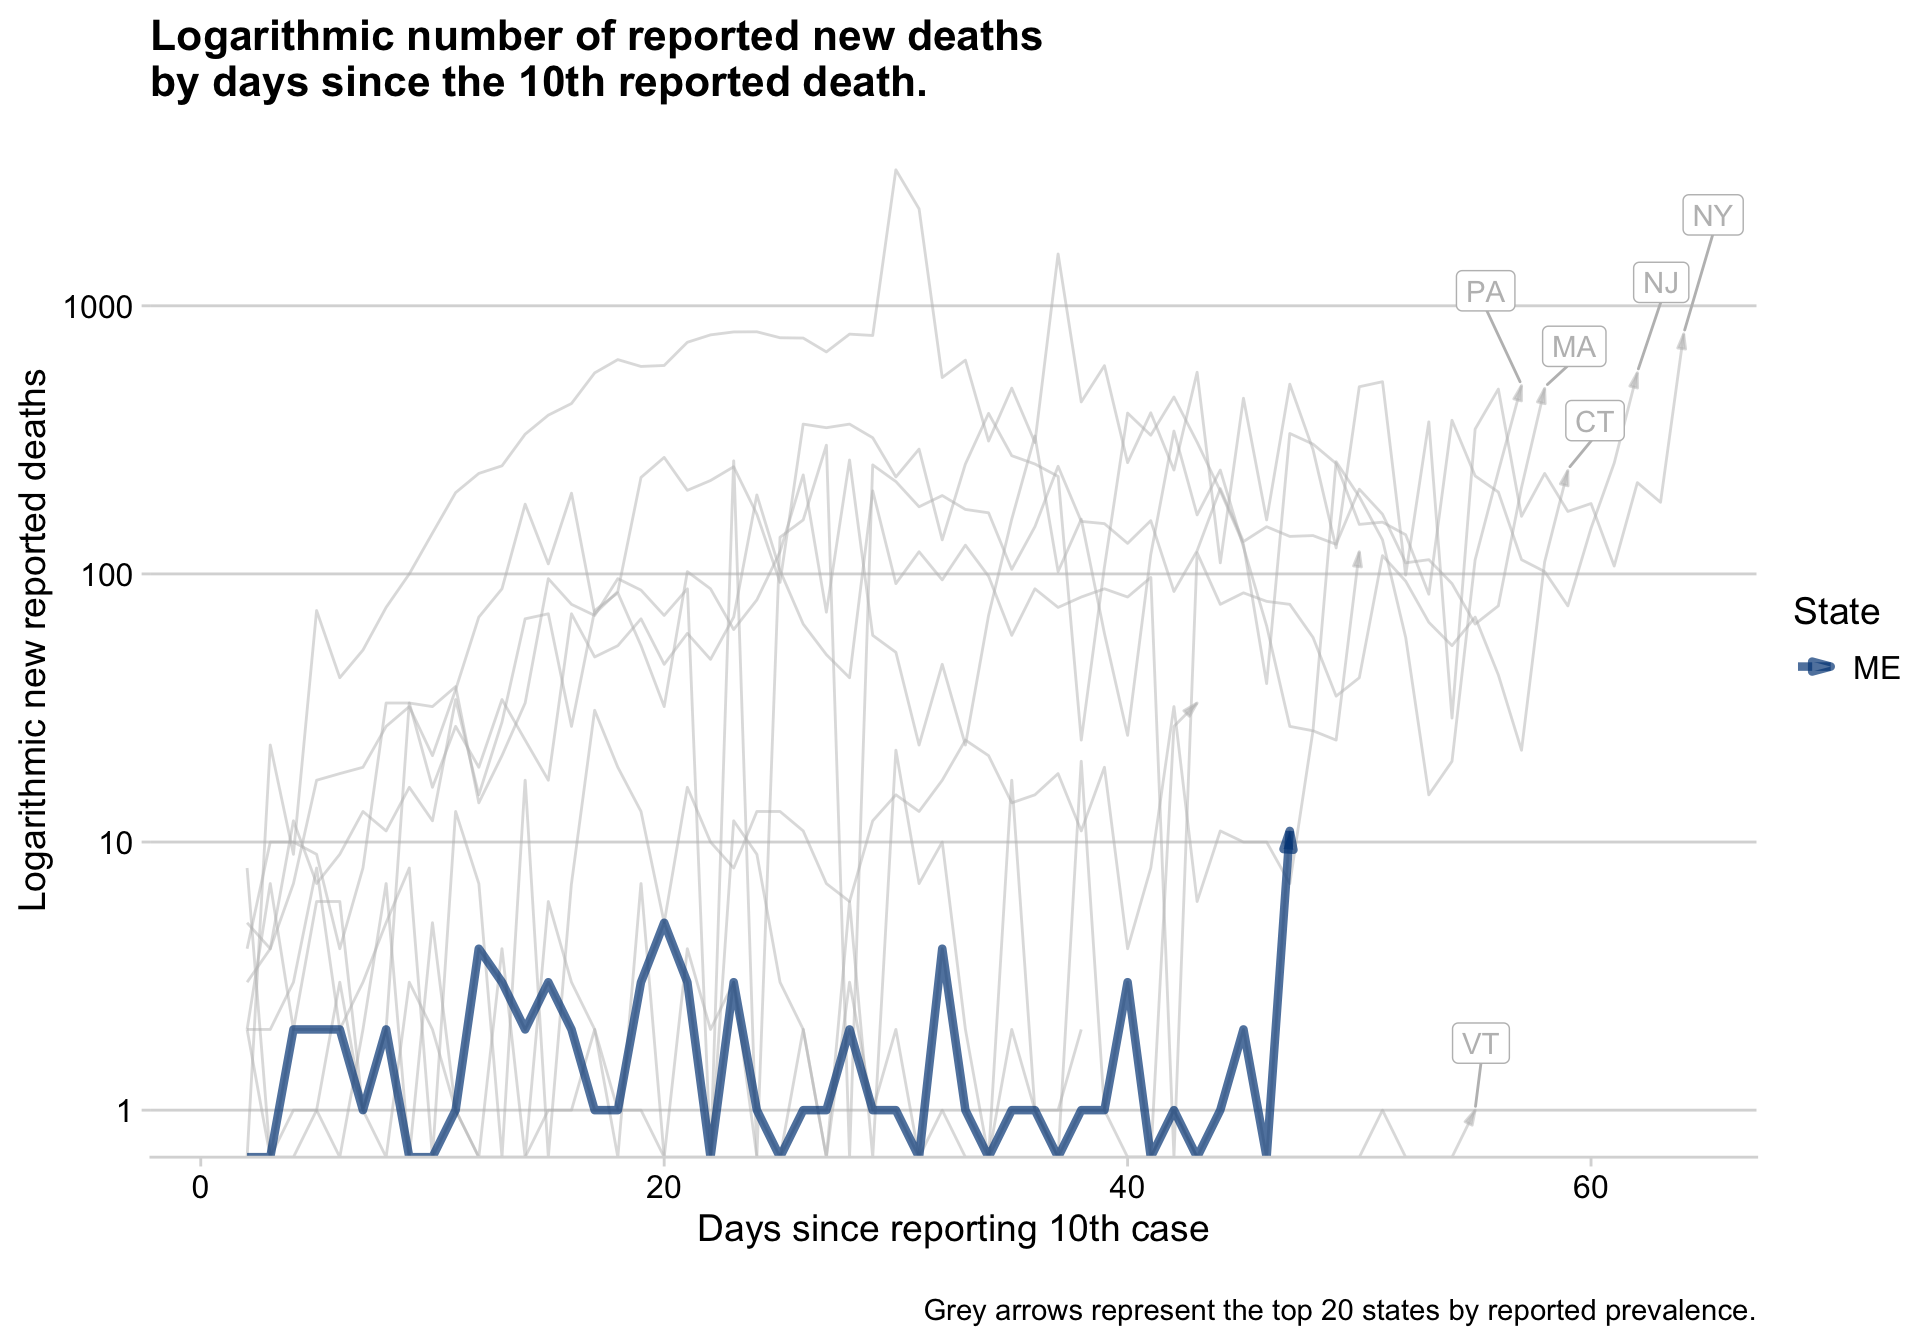 Logarithmic number of reported new deaths
by days since the 10th reported death.
NY
NJ
PA
MA
CT
VT
1000
100
10
1
Logarithmic new reported deaths
0
20
40
60
Days since reporting 10th case
State
ME
Grey arrows represent the top 20 states by reported prevalence.